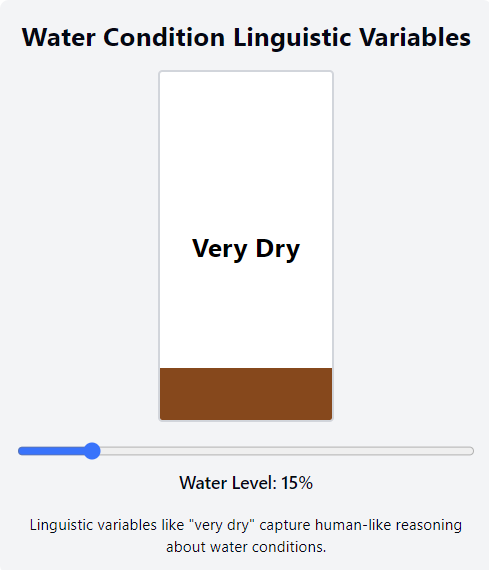 Water Condition Linguistic Variables
Very Dry
Water Level: 15%
Linguistic variables like "very dry" capture human-like reasoning
about water conditions.